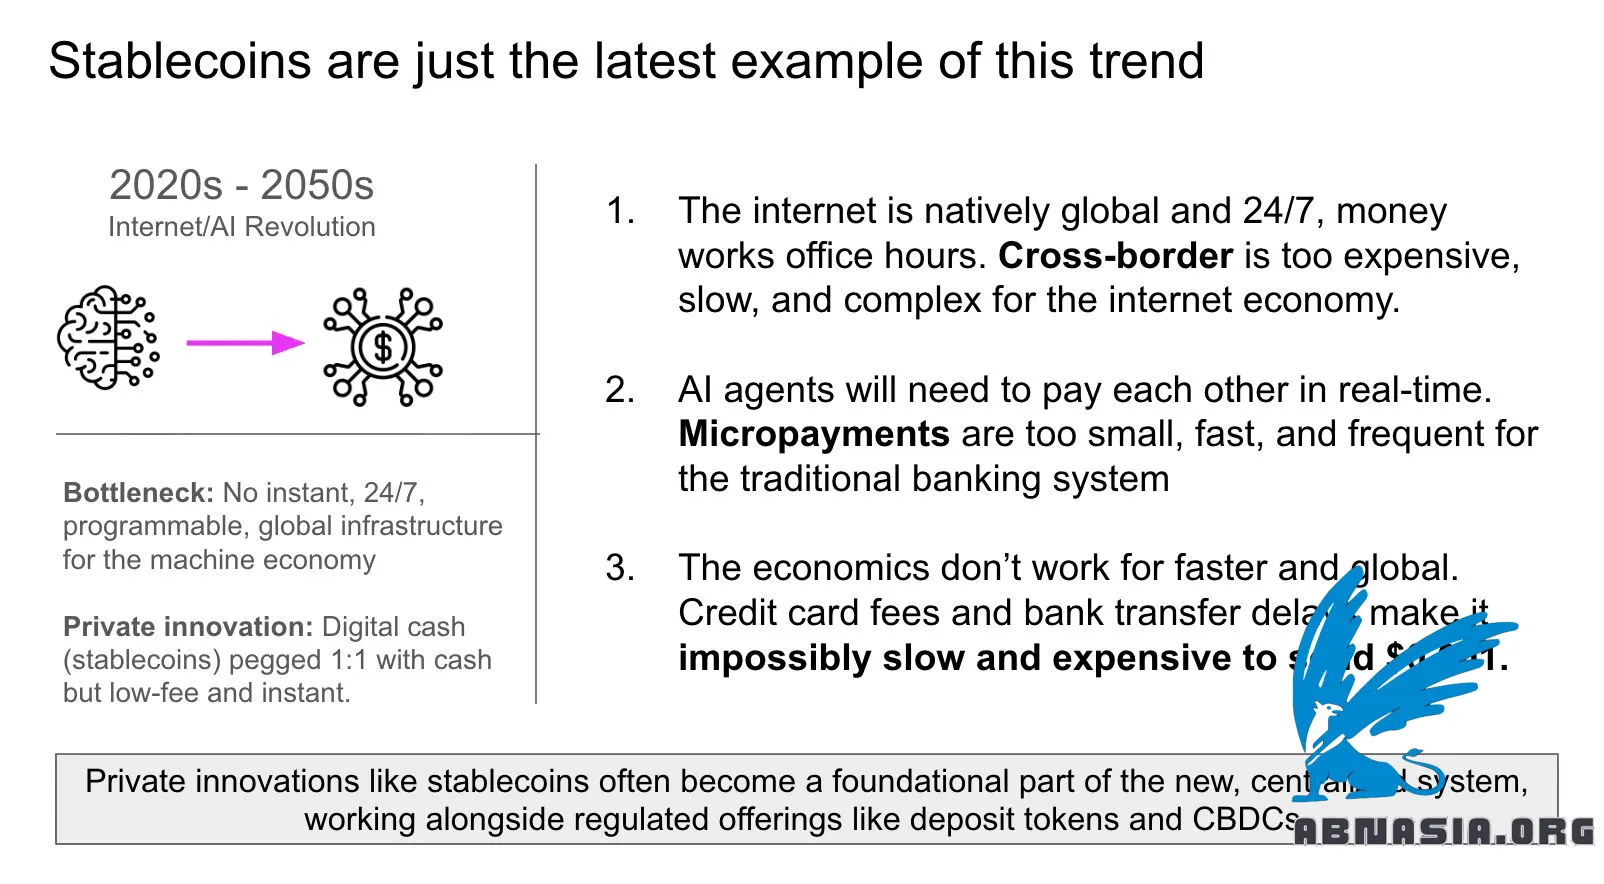 Stablecoins are just the latest example of this trend
2020s - 2050s
Internet/AI Revolution
$
Bottleneck: No instant, 24/7,
programmable, global infrastructure
for the machine economy
Private innovation: Digital cash
(stablecoins) pegged 1:1 with cash
but low-fee and instant.
1. The internet is natively global and 24/7, money
works office hours. Cross-border is too expensive,
slow, and complex for the internet economy.
2. AI agents will need to pay each other in real-time.
Micropayments are too small, fast, and frequent for
the traditional banking system
3. The economics don’t work for faster and global.
Credit card fees and bank transfer delays make it
impossibly slow and expensive to send
Private innovations like stablecoins often become a foundational part of the new, centralized system,
working alongside regulated offerings like deposit tokens and CBDCs
ABNASIA.ORG